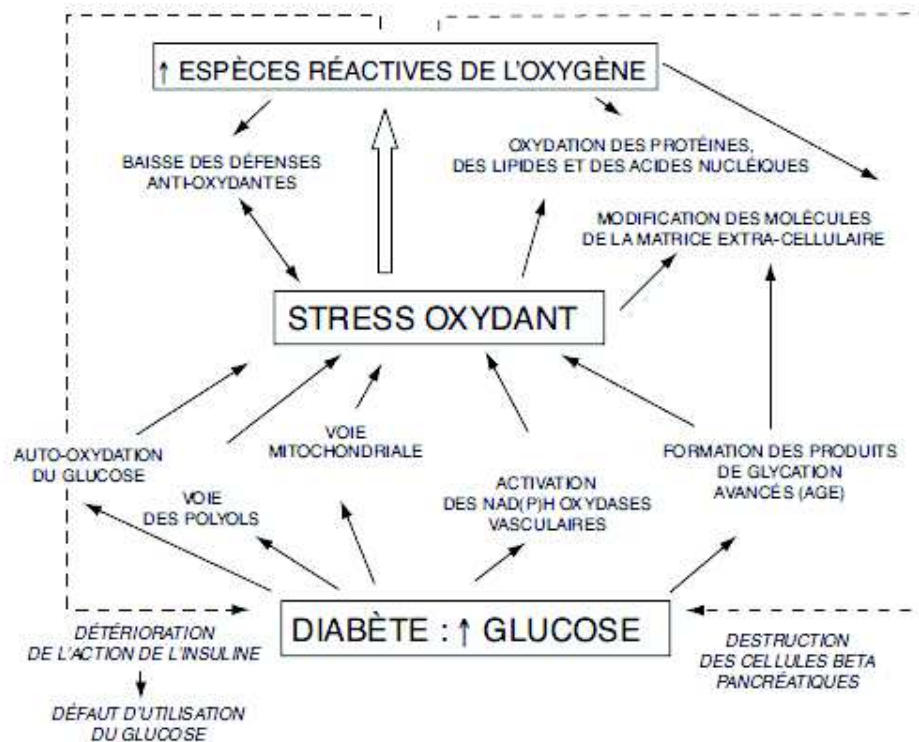 ↑ ESPÈCES RÉACTIVES DE L'OXYGÈNE
BAISSE DES DÉFENSES
ANTI-OXYDANTES
OXYDATION DES PROTÉINES,
DES LIPIDES ET DES ACIDES NUCLÉIQUES
MODIFICATION DES MOLÉCULES
DE LA MATRICE EXTRA-CELLULAIRE
STRESS OXYDANT
AUTO-OXYDATION
DU GLUCOSE
VOIE
DES POLYOLS
VOIE
MITOCHONDRIALE
ACTIVATION
DES NAD(P)H OXYDASES
VASCULAIRES
FORMATION DES PRODUITS
DE GLYCATION
AVANCÉS (AGE)
DIABÈTE : ↑ GLUCOSE
DÉTÉRIORATION
DE L'ACTION DE L'INSULINE
DÉFAUT D'UTILISATION
DU GLUCOSE
DESTRUCTION
DES CELLULES BETA
PANCRÉATIQUES